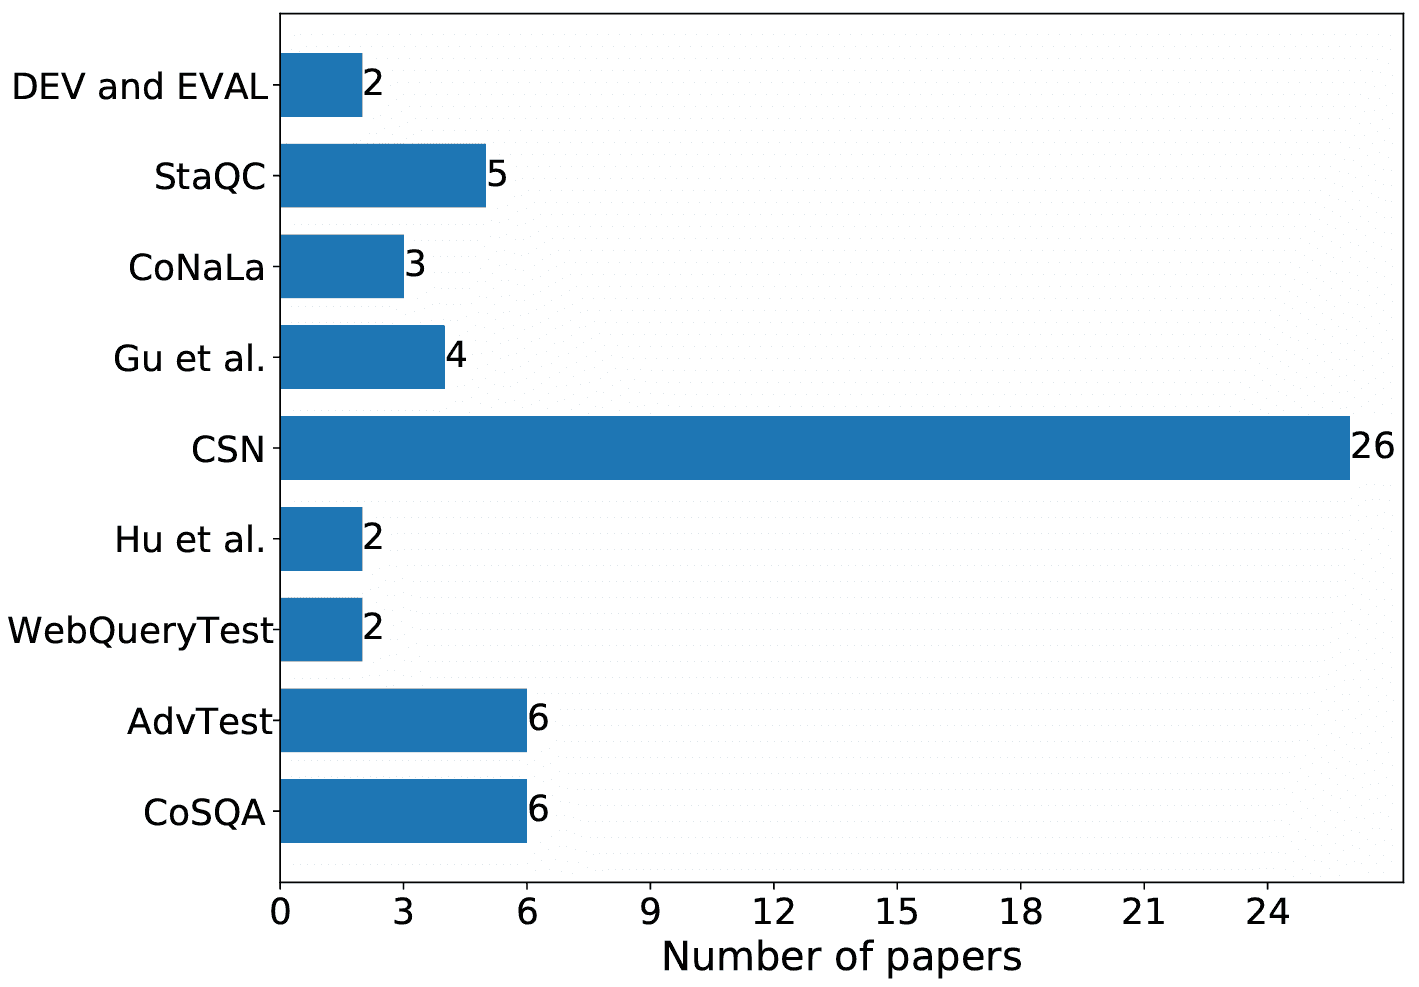 DEV and EVAL 2
StaQC 5
CoNaLa 3
Gu et al. 4
CSN 26
Hu et al. 2
WebQueryTest 2
AdvTest 6
CoSQA 6
0 3 6 9 12 15 18 21 24
Number of papers